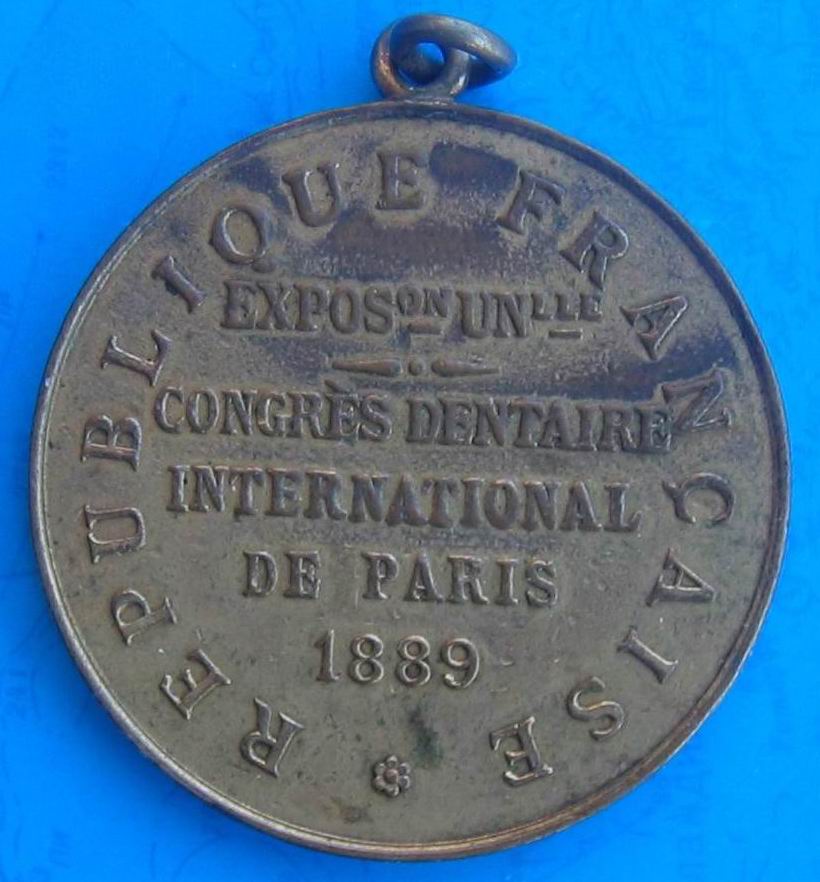 REPUBLIQUE FRANÇAISE
EXPOSON UNLLE
CONGRÈS DENTAIRE
INTERNATIONAL
DE PARIS
1889